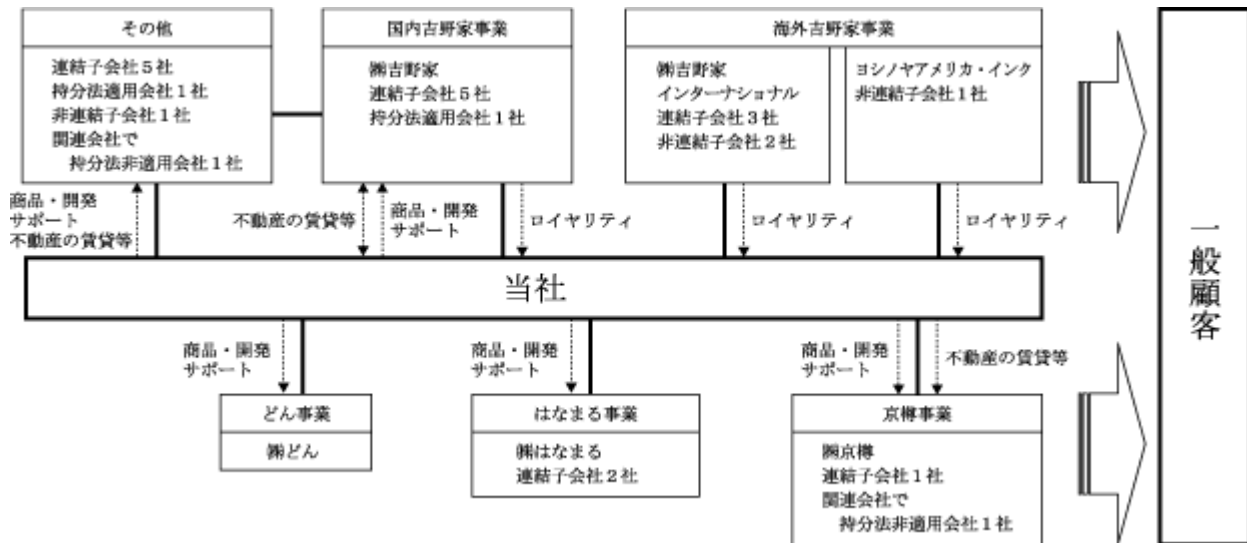 その他
連結子会社5社
持分法適用会社1社
非連結子会社1社
関連会社で
持分法非適用会社1社
国内吉野家事業
㈱吉野家
連結子会社5社
持分法適用会社1社
海外吉野家事業
㈱吉野家
インターナショナル
連結子会社3社
非連結子会社2社
ヨシノヤアメリカ・インク
非連結子会社1社
商品・開発
サポート
不動産の賃貸等
不動産の賃貸等
商品・開発
サポート
ロイヤリティ
ロイヤリティ
ロイヤリティ
当社
商品・開発
サポート
商品・開発
サポート
商品・開発
サポート
不動産の賃貸等
どん事業
㈱どん
はなまる事業
㈱はなまる
連結子会社2社
京樽事業
㈱京樽
連結子会社1社
関連会社で
持分法非適用会社1社
一般顧客